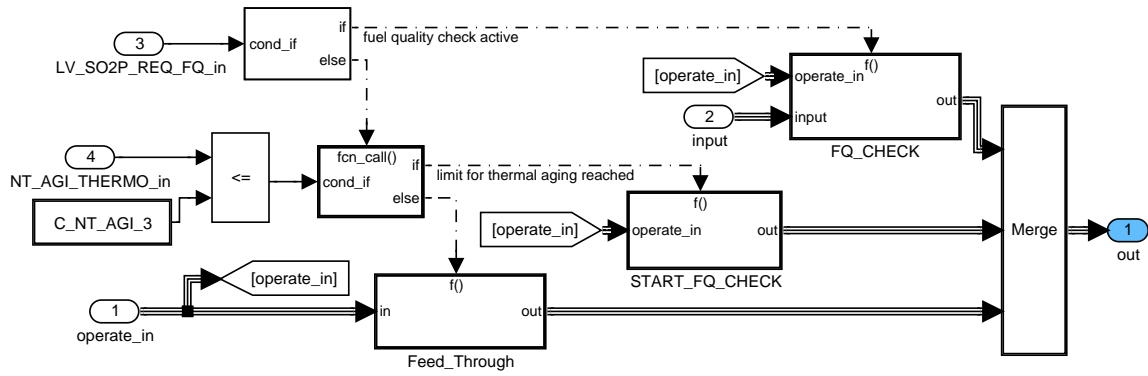 if
fuel quality check active
3
cond_if
LV_SO2P_REQ_FQ_in
else
f()
[operate_in]
operate_in
out
2
input
input
FQ_CHECK
4
NT_AGI_THERMO_in
<=
fcn_call()
if
limit for thermal aging reached
cond_if
else
C_NT_AGI_3
f()
[operate_in]
operate_in
out
START_FQ_CHECK
Merge
1
out
[operate_in]
f()
1
operate_in
in
out
Feed_Through